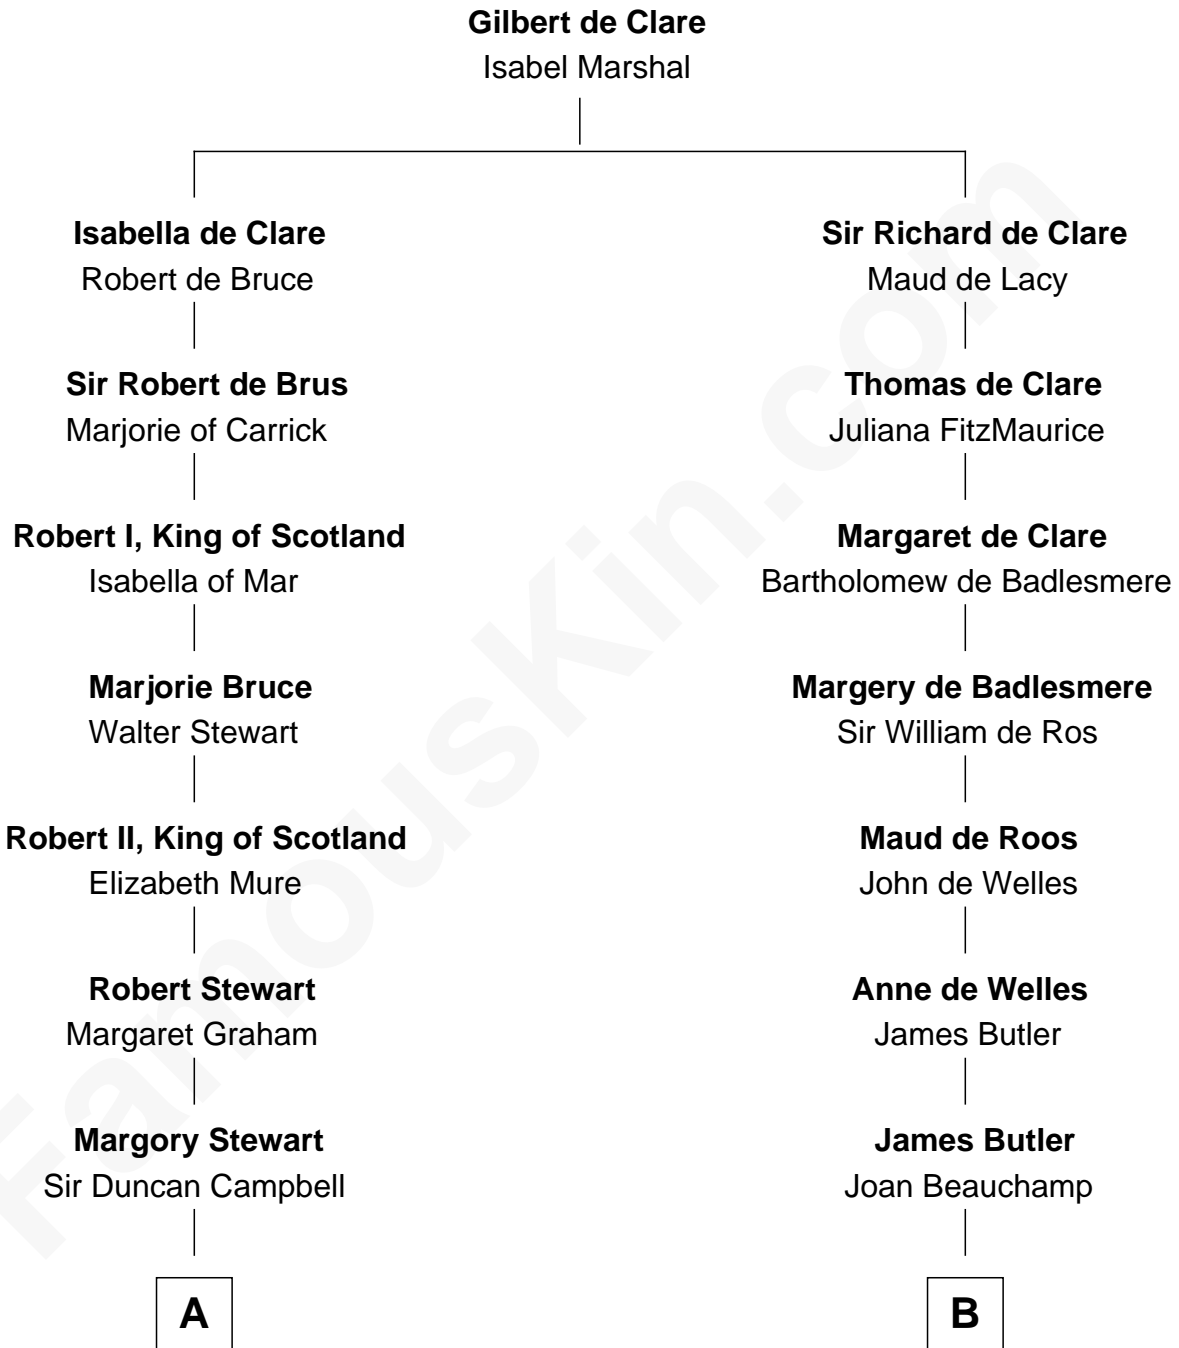 Gilbert de Clare
Isabel Marshal
Isabella de Clare
Robert de Bruce
Sir Richard de Clare
Maud de Lacy
Sir Robert de Brus
Marjorie of Carrick
Thomas de Clare
Juliana FitzMaurice
Robert I, King of Scotland
Isabella of Mar
Margaret de Clare
Bartholomew de Badlesmere
Marjorie Bruce
Walter Stewart
Margery de Badlesmere
Sir William de Ros
Robert II, King of Scotland
Elizabeth Mure
Maud de Roos
John de Welles
Robert Stewart
Margaret Graham
Anne de Welles
James Butler
Margory Stewart
Sir Duncan Campbell
James Butler
Joan Beauchamp
A
B
FamousKin.com